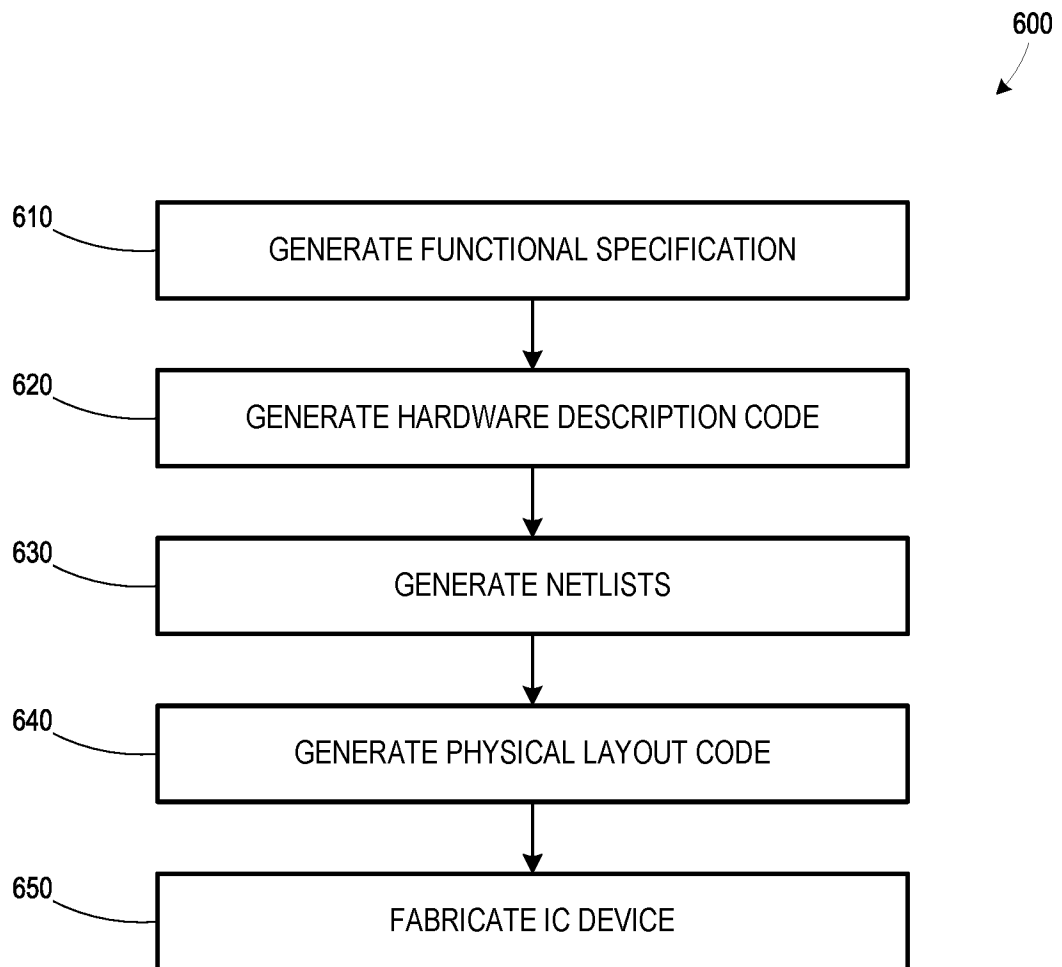 600
610
GENERATE FUNCTIONAL SPECIFICATION
620
GENERATE HARDWARE DESCRIPTION CODE
630
GENERATE NETLISTS
640
GENERATE PHYSICAL LAYOUT CODE
650
FABRICATE IC DEVICE